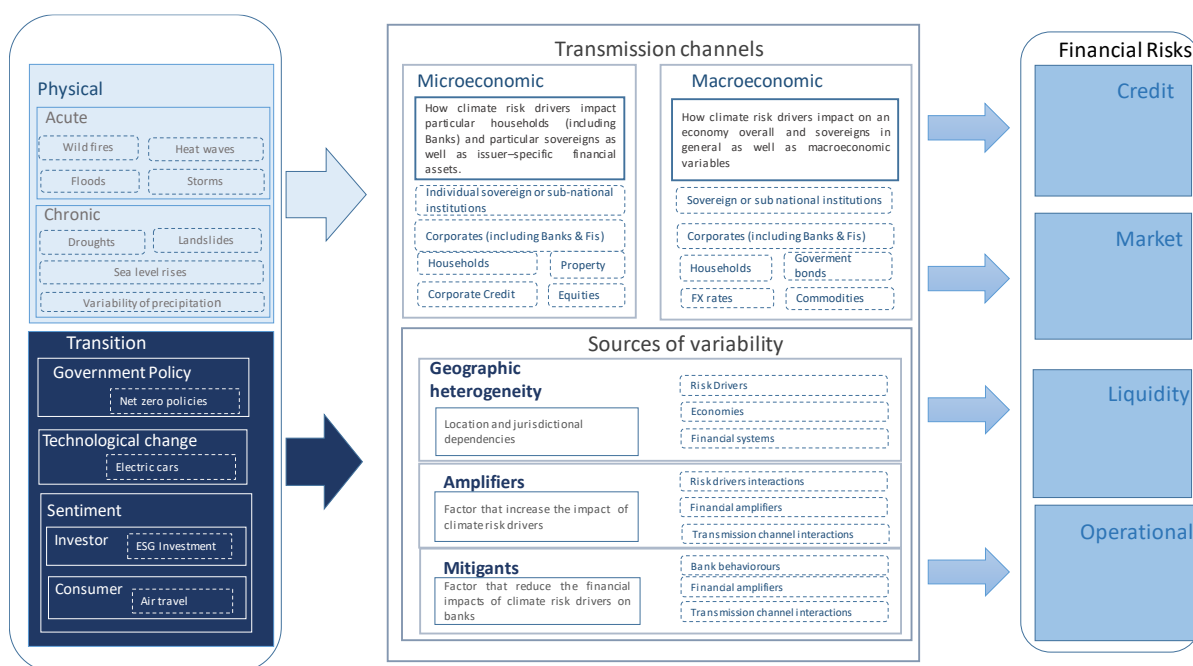 Physical
Acute
Wild fires
Heat waves
Floods
Storms
Chronic
Droughts
Landslides
Sea level rises
Variability of precipitation
Transition
Government Policy
Net zero policies
Technological change
Electric cars
Sentiment
Investor
ESG Investment
Consumer
Air travel
Transmission channels
Microeconomic
How climate risk drivers impact
particular households (including
Banks) and particular sovereigns as
well as issuer–specific financial
assets.
Individual sovereign or sub-national
institutions
Corporates (including Banks & Fis)
Households
Property
Corporate Credit
Equities
Macroeconomic
How climate risk drivers impact on an
economy overall and sovereigns in
general as well as macroeconomic
variables
Sovereign or sub national institutions
Corporates (including Banks & Fis)
Households
Goverment
bonds
FX rates
Commodities
Sources of variability
Geographic
heterogeneity
Location and jurisdictional
dependencies
Risk Drivers
Economies
Financial systems
Amplifiers
Factor that increase the impact of
climate risk drivers
Risk drivers interactions
Financial amplifiers
Transmission channel interactions
Mitigants
Factor that reduce the financial
impacts of climate risk drivers on
banks
Bank behaviorours
Financial amplifiers
Transmission channel interactions
Financial Risks
Credit
Market
Liquidity
Operational